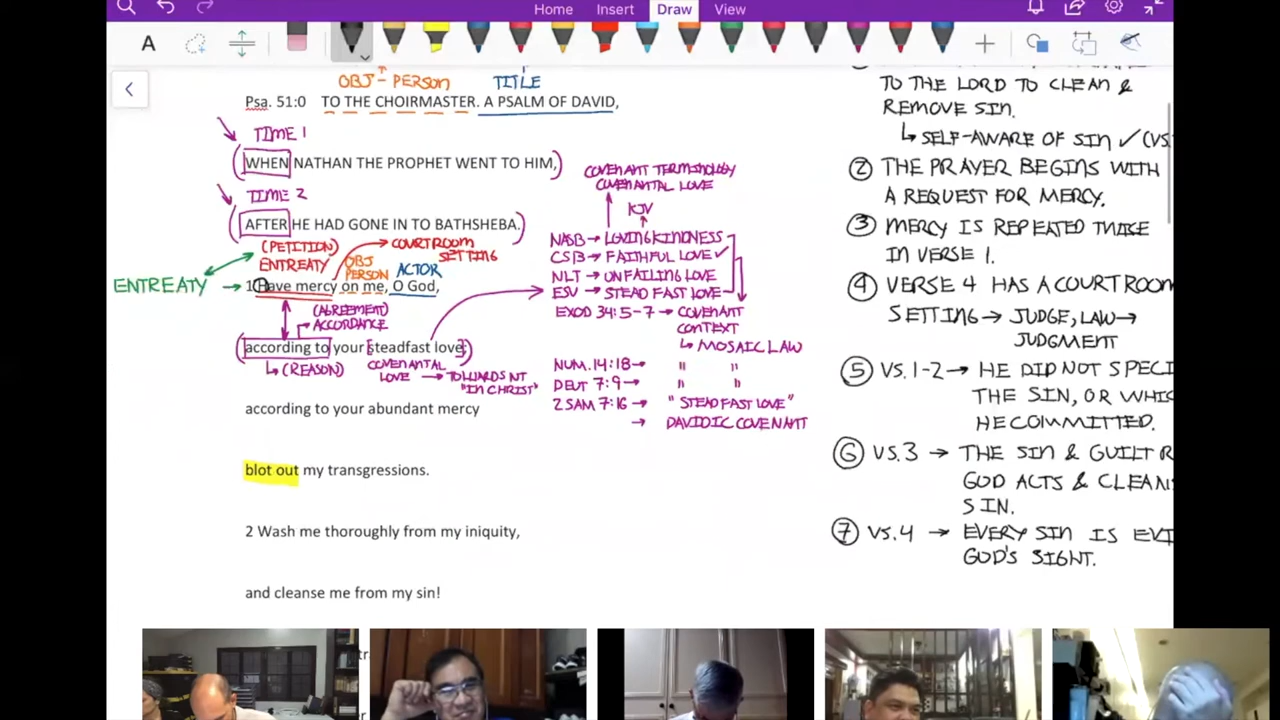 Home Insert Draw View
A
OBJ - PERSON TITLE
Psa. 51:0 TO THE CHOIRMASTER. A PSALM OF DAVID,
TIME 1
(WHEN NATHAN THE PROPHET WENT TO HIM,)
TIME 2
(AFTER HE HAD GONE IN TO BATHSHEBA.)
(PETITION) → COURTROOM
ENTREATY SETTING
OBJ
PERSON ACTOR
ENTREATY → 1 Have mercy on me, O God,
(AGREEMENT)
ACCORDANCE
(according to your [steadfast love;])
↳ (REASON) COVENANTAL
LOVE → TOWARDS NT
"IN CHRIST"
according to your abundant mercy
blot out my transgressions.
2 Wash me thoroughly from my iniquity,
and cleanse me from my sin!
COVENANT TERMINOLOGY
COVENANTAL LOVE
KJV
NASB → LOVINGKINDNESS
CSB → FAITHFUL LOVE ✓
NLT → UNFAILING LOVE
ESV → STEADFAST LOVE
EXOD 34:5-7 → COVENANT
CONTEXT
↳ MOSAIC LAW
NUM. 14:18 → " "
DEUT 7:9 → " "
2 SAM 7:16 → "STEADFAST LOVE"
→ DAVIDIC COVENANT
TO THE LORD TO CLEAN &
REMOVE SIN.
↳ SELF-AWARE OF SIN ✓ (VS
② THE PRAYER BEGINS WITH
A REQUEST FOR MERCY.
③ MERCY IS REPEATED TWICE
IN VERSE 1.
④ VERSE 4 HAS A COURTROOM
SETTING → JUDGE, LAW →
JUDGMENT
⑤ VS. 1-2 → HE DID NOT SPECI
THE SIN, OR WHIC
HE COMMITTED.
⑥ VS. 3 → THE SIN & GUILT R
GOD ACTS & CLEAN
SIN.
⑦ VS. 4 → EVERY SIN IS EVI
GOD'S SIGHT.